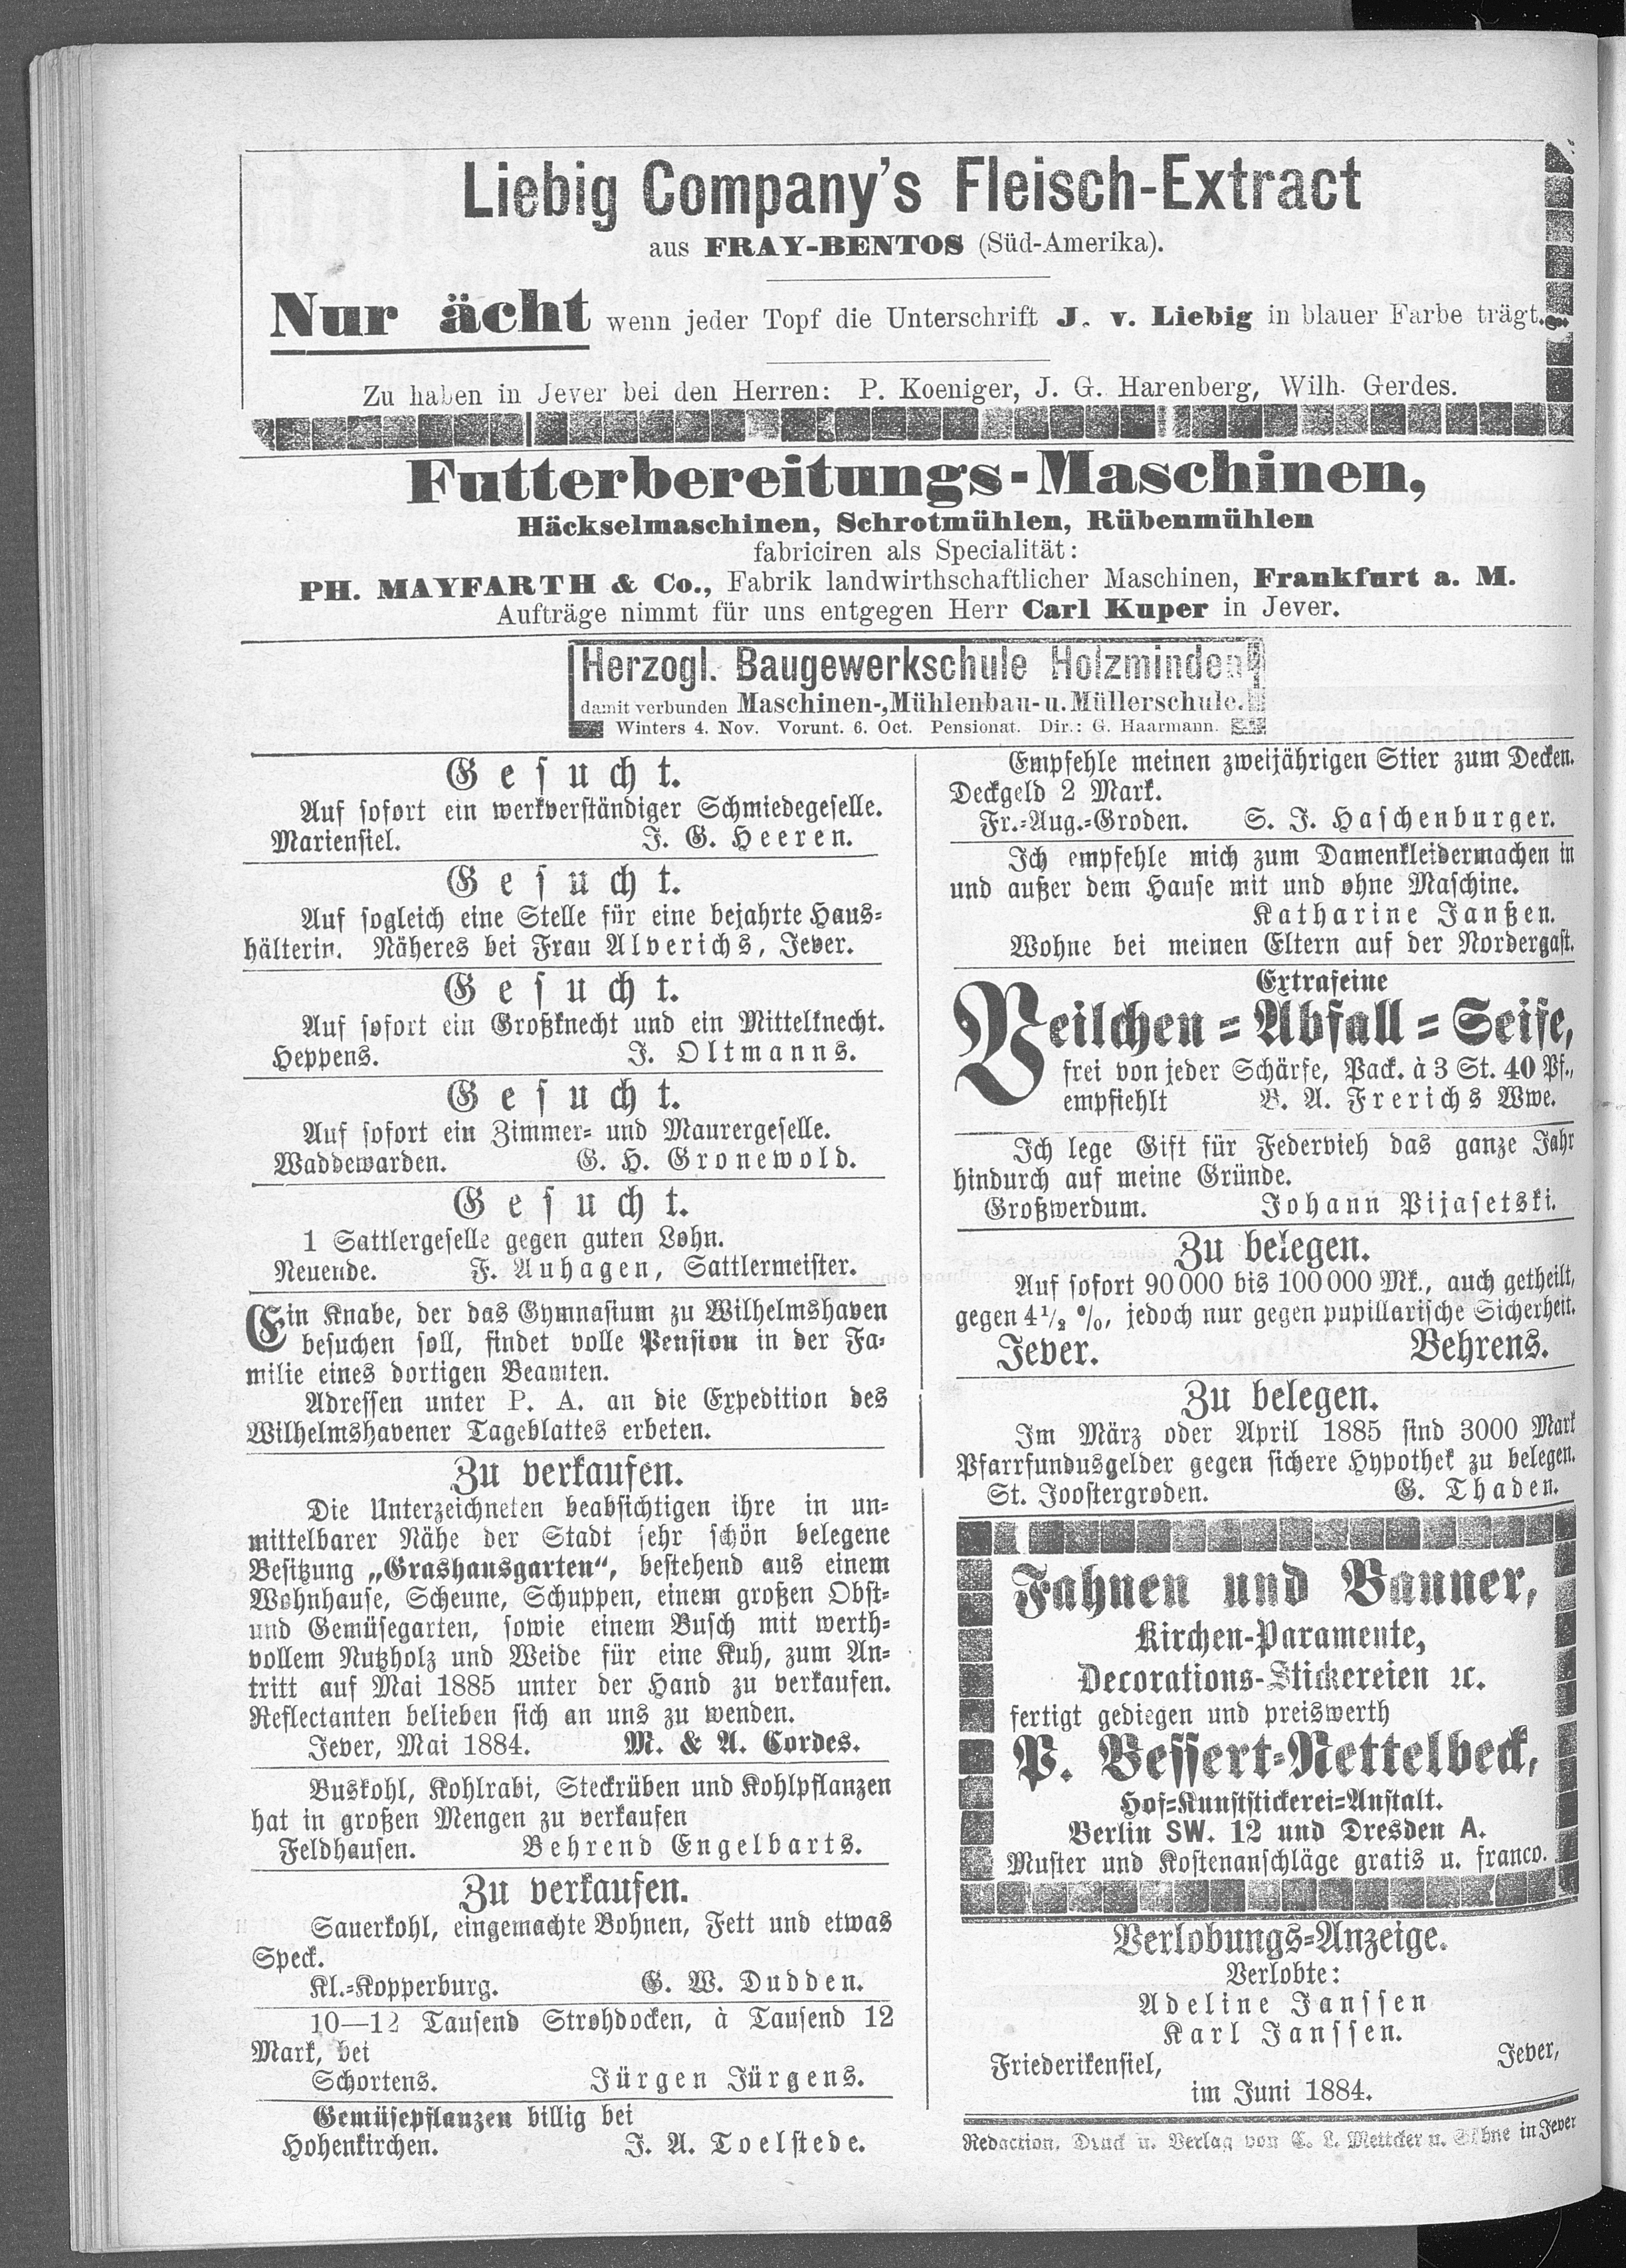 Liebig Company's Fleisch-Extract
aus FRAY-BENTOS (Süd-Amerika).
Nur ächt wenn jeder Topf die Unterschrift J. v. Liebig in blauer Farbe trägt.
Zu haben in Jever bei den Herren: P. Koeniger, J. G. Harenberg, Wilh. Gerdes.
Futterbereitungs-Maschinen,
Häckselmaschinen, Schrotmühlen, Rübenmühlen
fabriciren als Specialität:
PH. MAYFARTH & Co., Fabrik landwirthschaftlicher Maschinen, Frankfurt a. M.
Aufträge nimmt für uns entgegen Herr Carl Kuper in Jever.
Herzogl. Baugewerkschule Holzminden
damit verbunden Maschinen-, Mühlenbau- u. Müllerschule.
Winters 4. Nov. Vorunt. 6. Oct. Pensionat. Dir.: G. Haarmann.
Gesucht.
Auf sofort ein werkverständiger Schmiedegeselle.
Mariensiel. J. G. Heeren.
Gesucht.
Auf sogleich eine Stelle für eine bejahrte Haus-
hälterin. Näheres bei Frau Alverichs, Jever.
Gesucht.
Auf sofort ein Großknecht und ein Mittelknecht.
Heppens. J. Oltmanns.
Gesucht.
Auf sofort ein Zimmer- und Maurergeselle.
Waddewarden. G. H. Gronewold.
Gesucht.
1 Sattlergeselle gegen guten Lohn.
Neuende. F. Auhagen, Sattlermeister.
Ein Knabe, der das Gymnasium zu Wilhelmshaven
besuchen soll, findet volle Pension in der Fa-
milie eines dortigen Beamten.
Adressen unter P. A. an die Expedition des
Wilhelmshavener Tageblattes erbeten.
Zu verkaufen.
Die Unterzeichneten beabsichtigen ihre in un-
mittelbarer Nähe der Stadt sehr schön belegene
Besitzung „Grashausgarten“, bestehend aus einem
Wohnhause, Scheune, Schuppen, einem großen Obst-
und Gemüsegarten, sowie einem Busch mit werth-
vollem Nutzholz und Weide für eine Kuh, zum An-
tritt auf Mai 1885 unter der Hand zu verkaufen.
Reflectanten belieben sich an uns zu wenden.
Jever, Mai 1884. M. & A. Cordes.
Buskohl, Kohlrabi, Steckrüben und Kohlpflanzen
hat in großen Mengen zu verkaufen
Feldhausen. Behrend Engelbarts.
Zu verkaufen.
Sauerkohl, eingemachte Bohnen, Fett und etwas
Speck.
Kl.-Kopperburg. G. W. Dudden.
10—12 Tausend Strohdocken, à Tausend 12
Mark, bei
Schortens. Jürgen Jürgens.
Gemüsepflanzen billig bei
Hohenkirchen. J. A. Toelstede.
Empfehle meinen zweijährigen Stier zum Decken.
Deckgeld 2 Mark.
Fr.-Aug.-Groden. S. J. Haschenburger.
Ich empfehle mich zum Damenkleidermachen in
und außer dem Hause mit und ohne Maschine.
Katharine Janßen.
Wohne bei meinen Eltern auf der Nordergast.
Extrafeine
Veilchen-Abfall-Seife,
frei von jeder Schärfe, Pack. à 3 St. 40 Pf.,
empfiehlt B. A. Frerichs Wwe.
Ich lege Gift für Federvieh das ganze Jahr
hindurch auf meine Gründe.
Großwerdum. Johann Pijasetski.
Zu belegen.
Auf sofort 90000 bis 100000 Mk., auch getheilt,
gegen 4½ %, jedoch nur gegen pupillarische Sicherheit.
Jever. Behrens.
Zu belegen.
Im März oder April 1885 sind 3000 Mark
Pfarrfundusgelder gegen sichere Hypothek zu belegen.
St. Joostergroden. G. Thaden.
Fahnen und Banner,
Kirchen-Paramente,
Decorations-Stickereien ꝛc.
fertigt gediegen und preiswerth
P. Bessert-Nettelbeck,
Hof-Kunststickerei-Anstalt.
Berlin SW. 12 und Dresden A.
Muster und Kostenanschläge gratis u. franco.
Verlobungs-Anzeige.
Verlobte:
Adeline Janssen
Karl Janssen.
Friederikensiel, Jever,
im Juni 1884.
Redaction, Druck u. Verlag von C. L. Mettcker u. Söhne in Jever